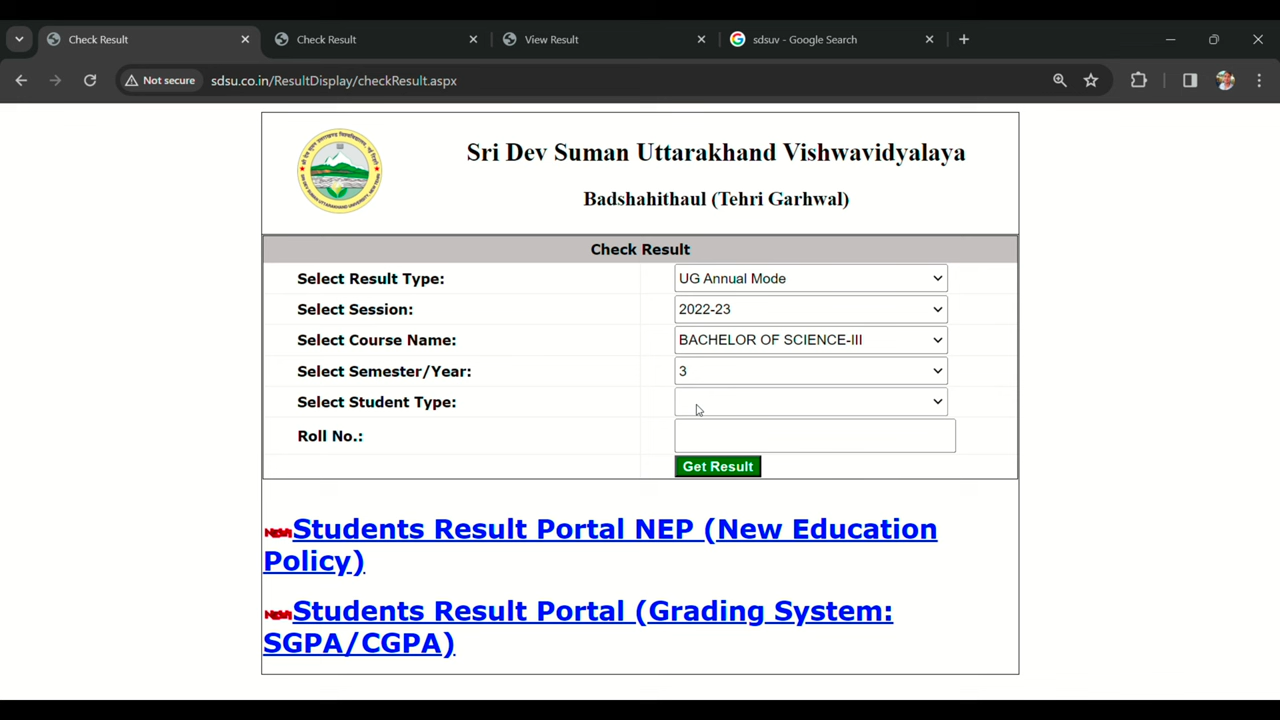 Check Result
Check Result
View Result
sdsuv - Google Search
Not secure
sdsu.co.in/ResultDisplay/checkResult.aspx
Sri Dev Suman Uttarakhand Vishwavidyalaya
Badshahithaul (Tehri Garhwal)
Check Result
Select Result Type: UG Annual Mode
Select Session: 2022-23
Select Course Name: BACHELOR OF SCIENCE-III
Select Semester/Year: 3
Select Student Type:
Roll No.:
Get Result
NEW! Students Result Portal NEP (New Education
Policy)
NEW! Students Result Portal (Grading System:
SGPA/CGPA)